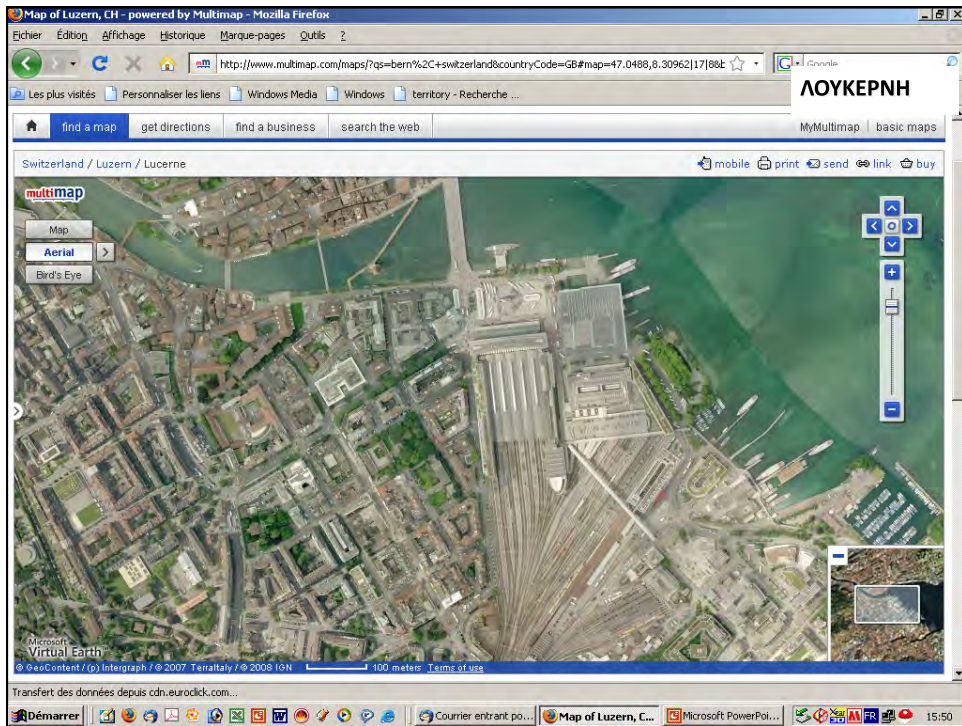 Map of Luzern, CH - powered by Multimap - Mozilla Firefox
Fichier Édition Affichage Historique Marque-pages Outils ?
http://www.multimap.com/maps/?qs=bern%2C+switzerland&countryCode=GB#map=47.0488,8.30962|17|8&t
G Google
ΛΟΥΚΕΡΝΗ
Les plus visités Personnaliser les liens Windows Media Windows territory - Recherche ...
find a map get directions find a business search the web MyMultimap basic maps
Switzerland / Luzern / Lucerne mobile print send link buy
multimap
Map
Aerial
Bird's Eye
Microsoft
Virtual Earth
© GeoContent / (p) Intergraph / © 2007 TerraItaly / © 2008 IGN 100 meters Terms of use
Transfert des données depuis cdn.euroclick.com...
Démarrer Courrier entrant po... Map of Luzern, C... Microsoft PowerPoi... FR 15:50